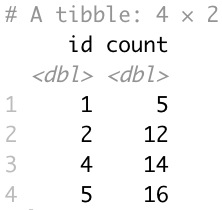 # A tibble: 4 × 2
id count
<dbl> <dbl>
1 1 5
2 2 12
3 4 14
4 5 16